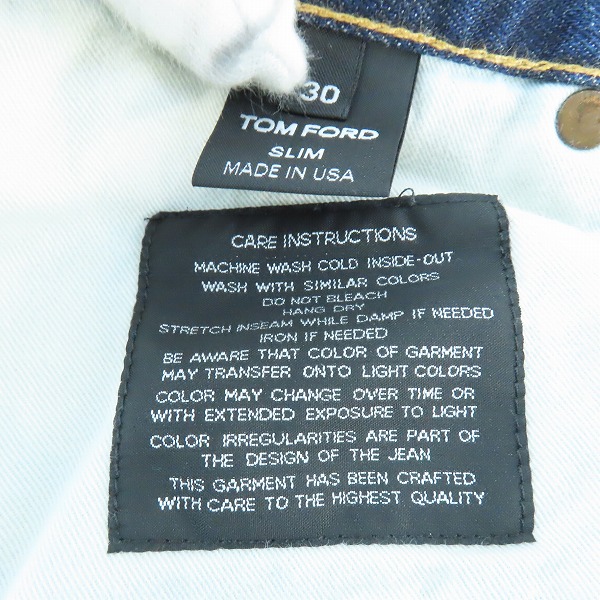 30
TOM FORD
SLIM
MADE IN USA
CARE INSTRUCTIONS
MACHINE WASH COLD INSIDE-OUT
WASH WITH SIMILAR COLORS
DO NOT BLEACH
HANG DRY
STRETCH INSEAM WHILE DAMP IF NEEDED
IRON IF NEEDED
BE AWARE THAT COLOR OF GARMENT
MAY TRANSFER ONTO LIGHT COLORS
COLOR MAY CHANGE OVER TIME OR
WITH EXTENDED EXPOSURE TO LIGHT
COLOR IRREGULARITIES ARE PART OF
THE DESIGN OF THE JEAN
THIS GARMENT HAS BEEN CRAFTED
WITH CARE TO THE HIGHEST QUALITY